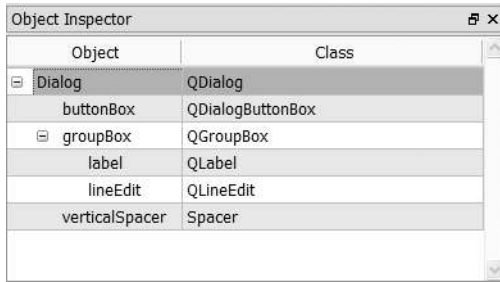 Object Inspector
Object Class
Dialog QDialog
buttonBox QDialogButtonBox
groupBox QGroupBox
label QLabel
lineEdit QLineEdit
verticalSpacer Spacer